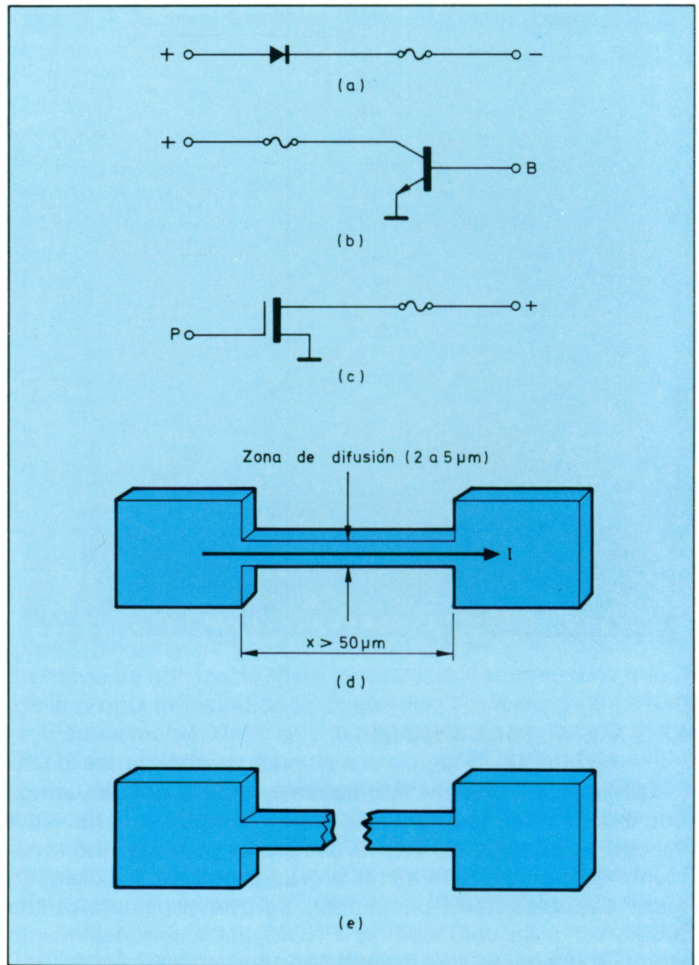 + −
(a)
+ B
(b)
P +
(c)
Zona de difusión (2 a 5 µm)
I
x > 50 µm
(d)
(e)